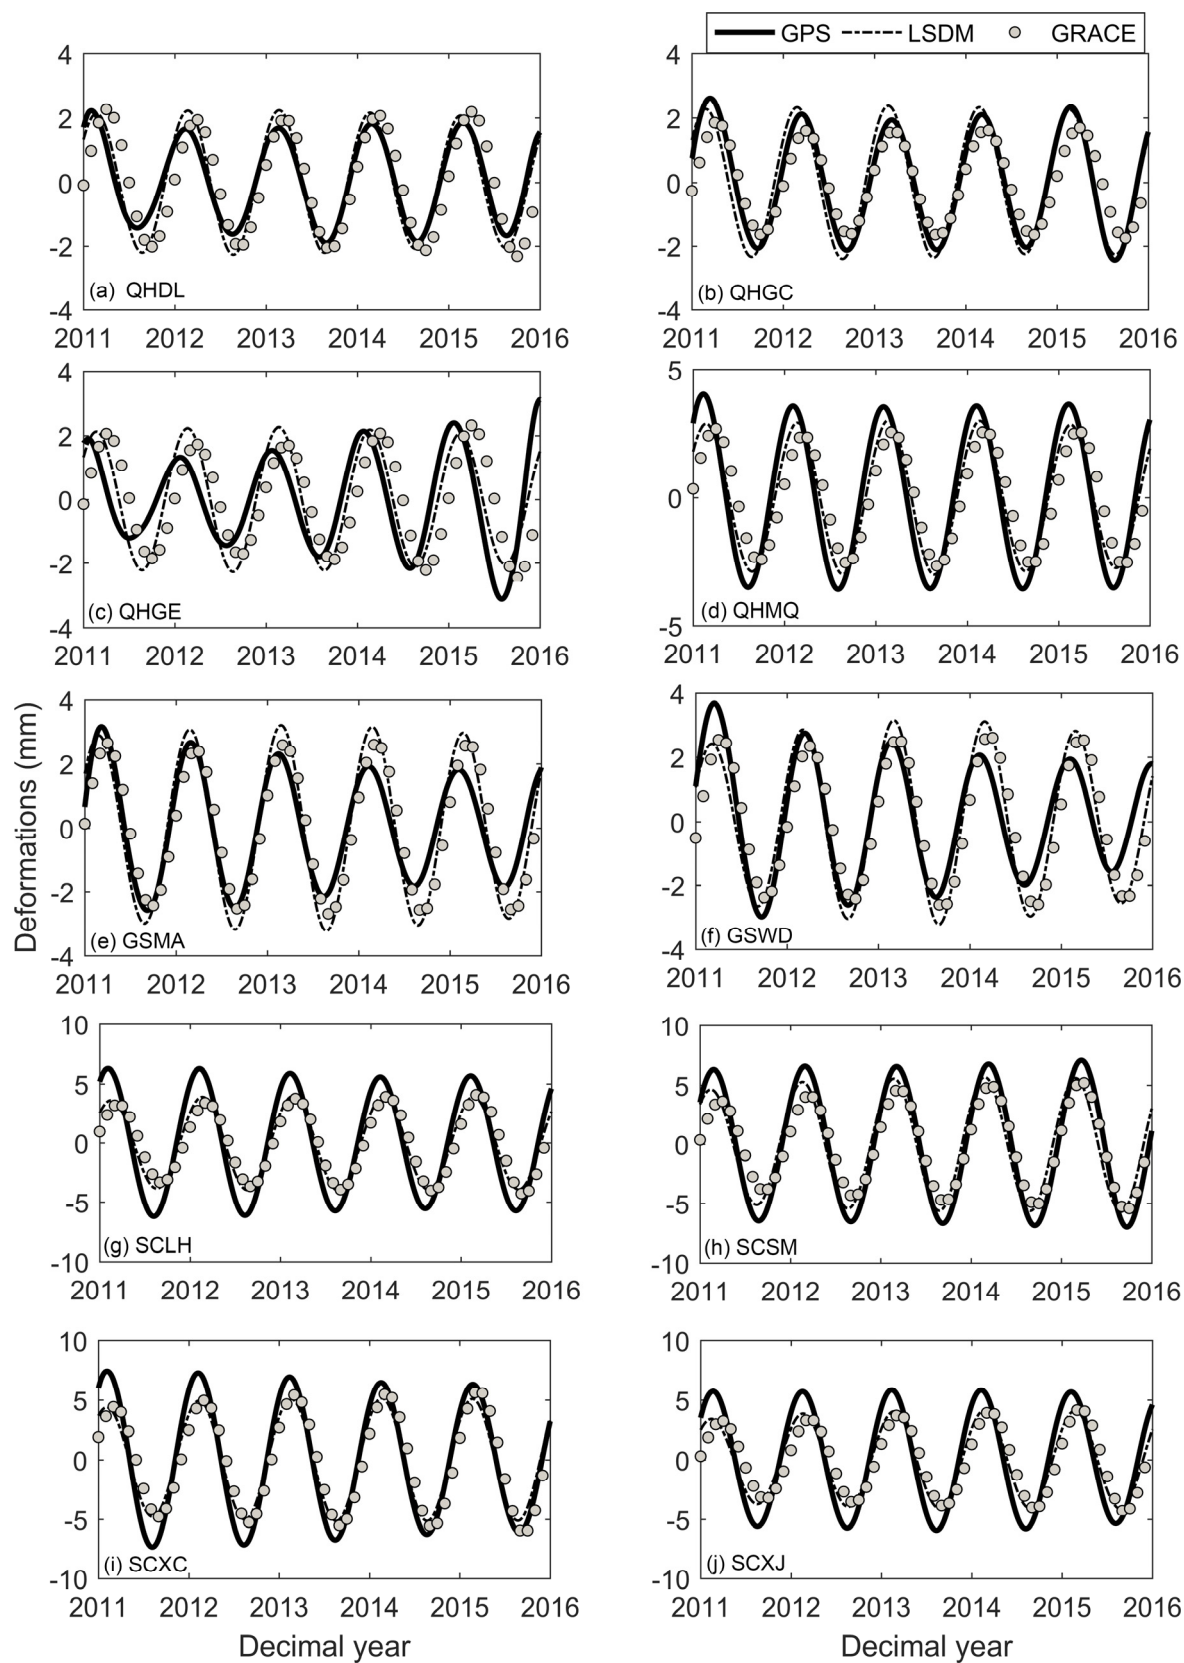 GPS LSDM GRACE
4 4
2 2
0 0
-2 -2
(a) QHDL (b) QHGC
-4 -4
2011 2012 2013 2014 2015 2016 2011 2012 2013 2014 2015 2016
4 5
2
0 0
-2
(c) QHGE (d) QHMQ
-4 -5
2011 2012 2013 2014 2015 2016 2011 2012 2013 2014 2015 2016
Deformations (mm)
4 4
2 2
0 0
-2 -2
(e) GSMA (f) GSWD
-4 -4
2011 2012 2013 2014 2015 2016 2011 2012 2013 2014 2015 2016
10 10
5 5
0 0
-5 -5
(g) SCLH (h) SCSM
-10 -10
2011 2012 2013 2014 2015 2016 2011 2012 2013 2014 2015 2016
10 10
5 5
0 0
-5 -5
(i) SCXC (j) SCXJ
-10 -10
2011 2012 2013 2014 2015 2016 2011 2012 2013 2014 2015 2016
Decimal year Decimal year